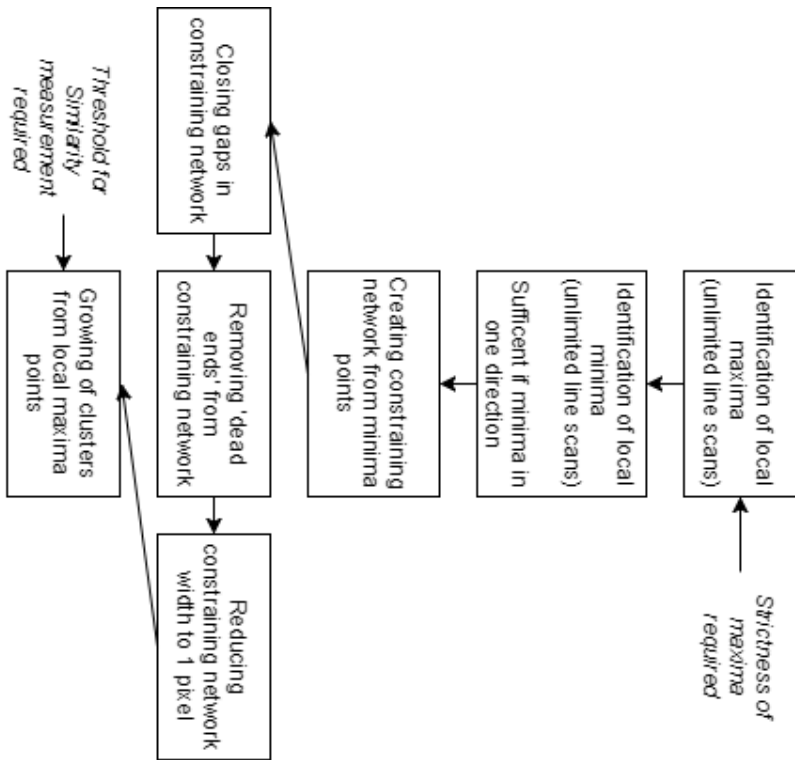 Identification of local
maxima
(unlimited line scans)
Strictness of
maxima
required
Identification of local
minima
(unlimited line scans)
Sufficent if minima in
one direction
Creating constraining
network from minima
points
Closing gaps in
constraining network
Removing 'dead
ends' from
constraining network
Reducing
constraining network
width to 1 pixel
Threshold for
Similarity
measurement
required
Growing of clusters
from local maxima
points